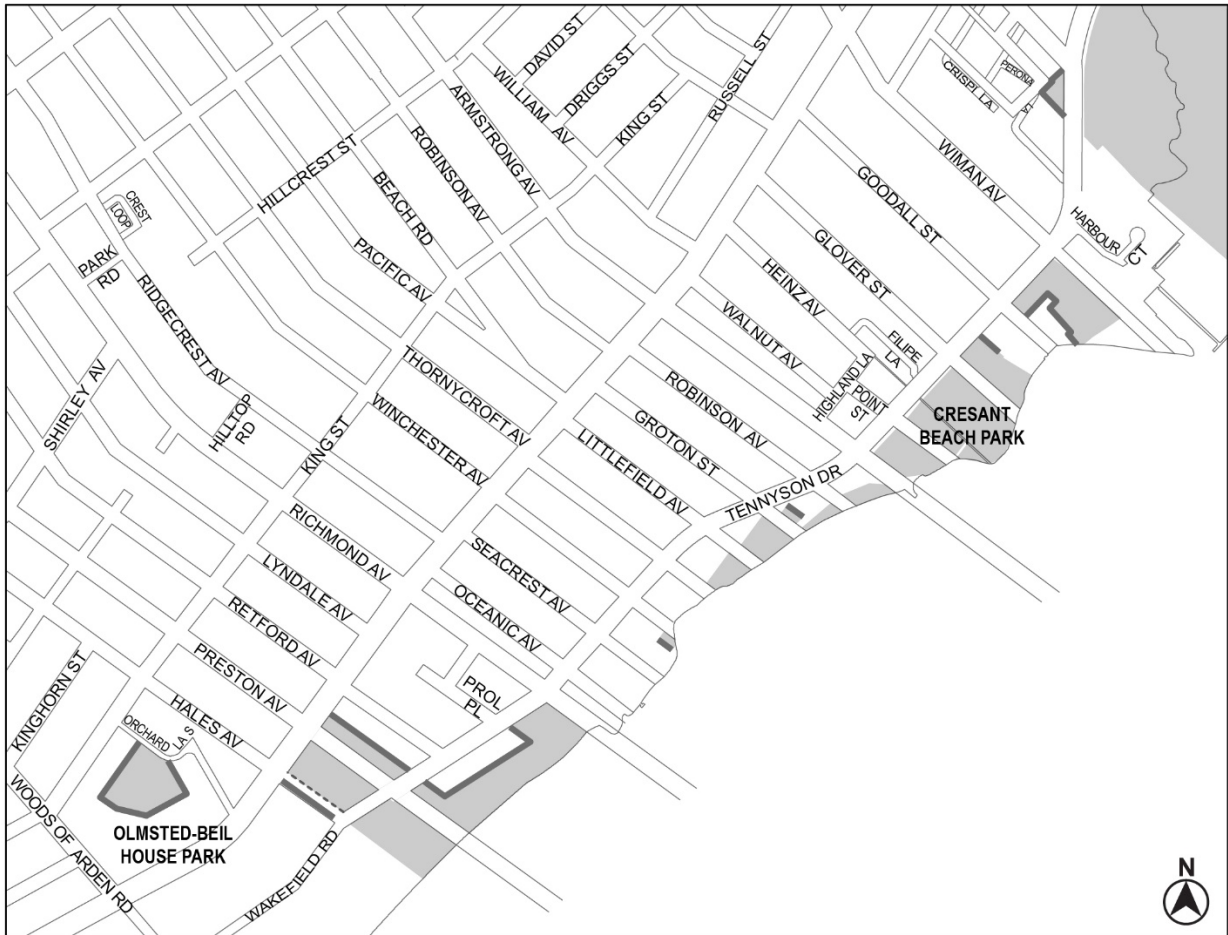 DAVID ST
DRIGGS ST
WILLIAM AV
KING ST
RUSSELL ST
ARMSTRONG AV
ROBINSON AV
BEACH RD
PACIFIC AV
HILLCREST ST
CRISPI LA
PERONA
LA
WIMAN AV
GOODALL ST
GLOVER ST
HEINZ AV
WALNUT AV
HARBOUR
CT
CREST
LOOP
PARK
RD
RIDGECREST AV
SHIRLEY AV
HILLTOP
RD
KING ST
THORNYCROFT AV
WINCHESTER AV
FILIPE
LA
HIGHLAND LA
POINT
ST
ROBINSON AV
GROTON ST
LITTLEFIELD AV
TENNYSON DR
CRESANT
BEACH PARK
RICHMOND AV
LYNDALE AV
RETFORD AV
PRESTON AV
HALES AV
SEACREST AV
OCEANIC AV
PROL
PL
KINGHORN ST
ORCHARD
LA S
WOODS OF ARDEN RD
OLMSTED-BEIL
HOUSE PARK
WAKEFIELD RD
N